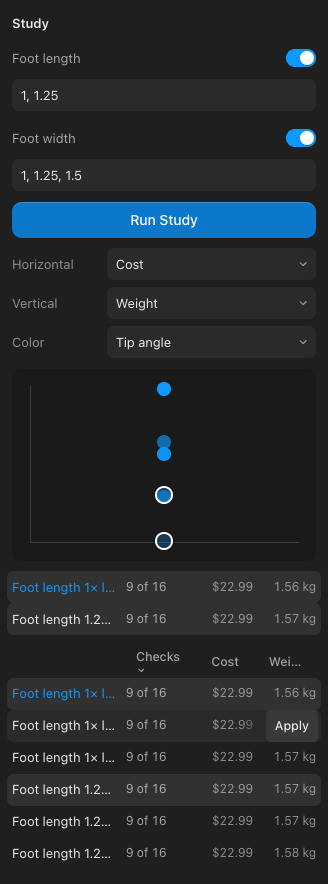 Study
Foot length
1, 1.25
Foot width
1, 1.25, 1.5
Run Study
Horizontal Cost
Vertical Weight
Color Tip angle
Foot length 1× l... 9 of 16 $22.99 1.56 kg
Foot length 1.2... 9 of 16 $22.99 1.57 kg
Checks Cost Wei...
Foot length 1× l... 9 of 16 $22.99 1.56 kg
Foot length 1× l... 9 of 16 $22.99 Apply
Foot length 1× l... 9 of 16 $22.99 1.57 kg
Foot length 1.2... 9 of 16 $22.99 1.57 kg
Foot length 1.2... 9 of 16 $22.99 1.57 kg
Foot length 1.2... 9 of 16 $22.99 1.58 kg